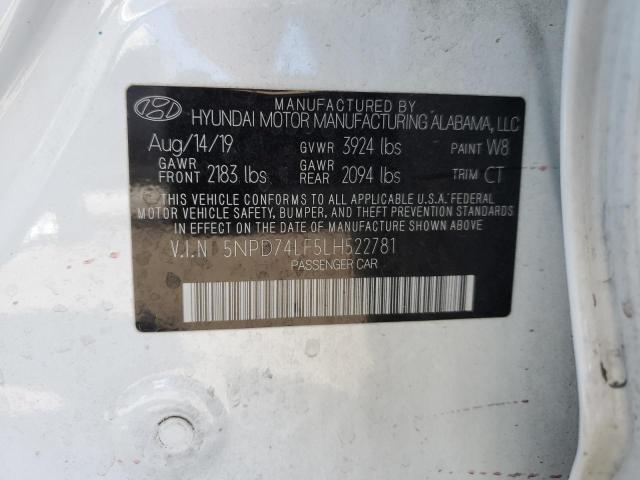 MANUFACTURED BY
HYUNDAI MOTOR MANUFACTURING ALABAMA, LLC
Aug/14/19 GVWR 3924 lbs PAINT W8
GAWR FRONT 2183 lbs GAWR REAR 2094 lbs TRIM CT
THIS VEHICLE CONFORMS TO ALL APPLICABLE U.S.A. FEDERAL
MOTOR VEHICLE SAFETY, BUMPER, AND THEFT PREVENTION STANDARDS
IN EFFECT ON THE DATE OF MANUFACTURE SHOWN ABOVE.
V.I.N 5NPD74LF5LH522781
PASSENGER CAR